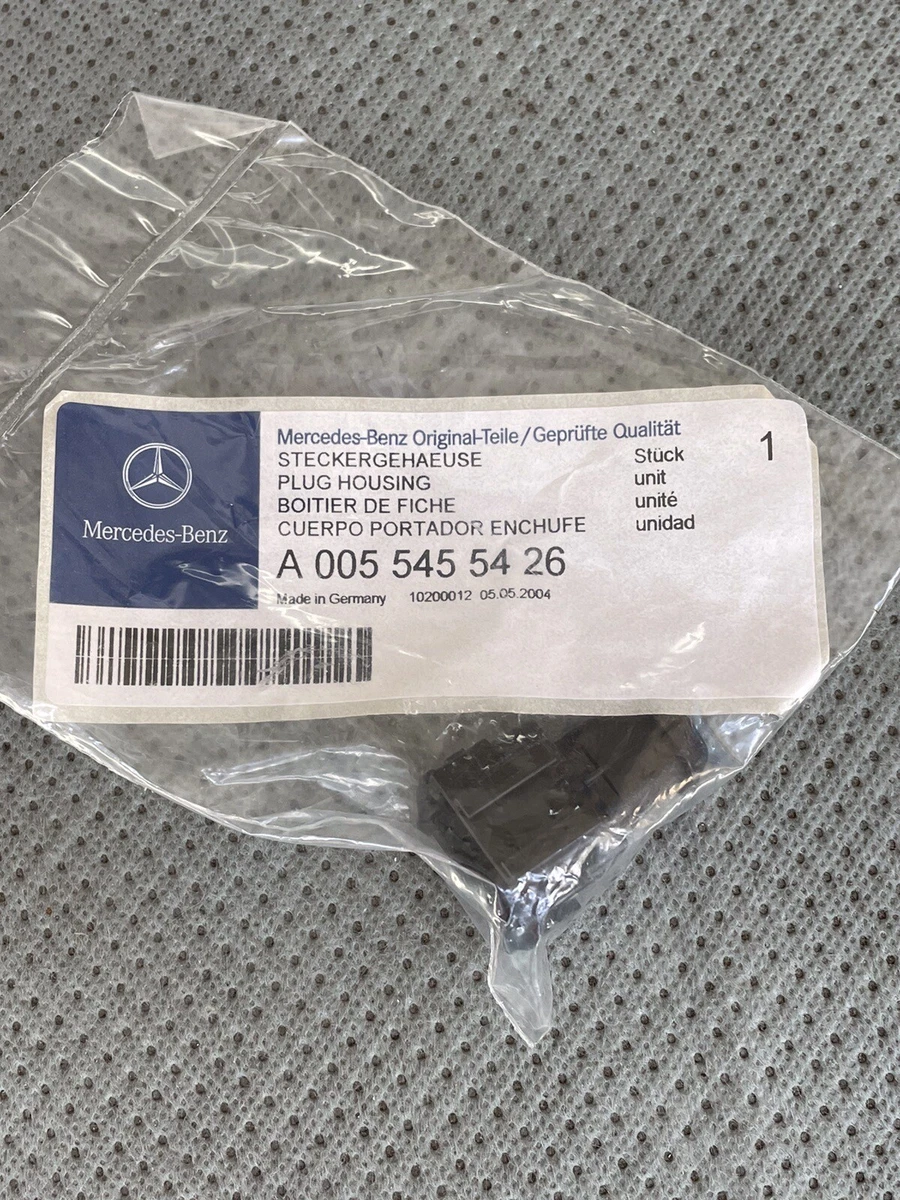 Mercedes-Benz Original-Teile/Geprüfte Qualität
STECKERGEHAEUSE Stück 1
PLUG HOUSING unit
BOITIER DE FICHE unité
CUERPO PORTADOR ENCHUFE unidad
Mercedes-Benz
A 005 545 54 26
Made in Germany 10200012 05.05.2004